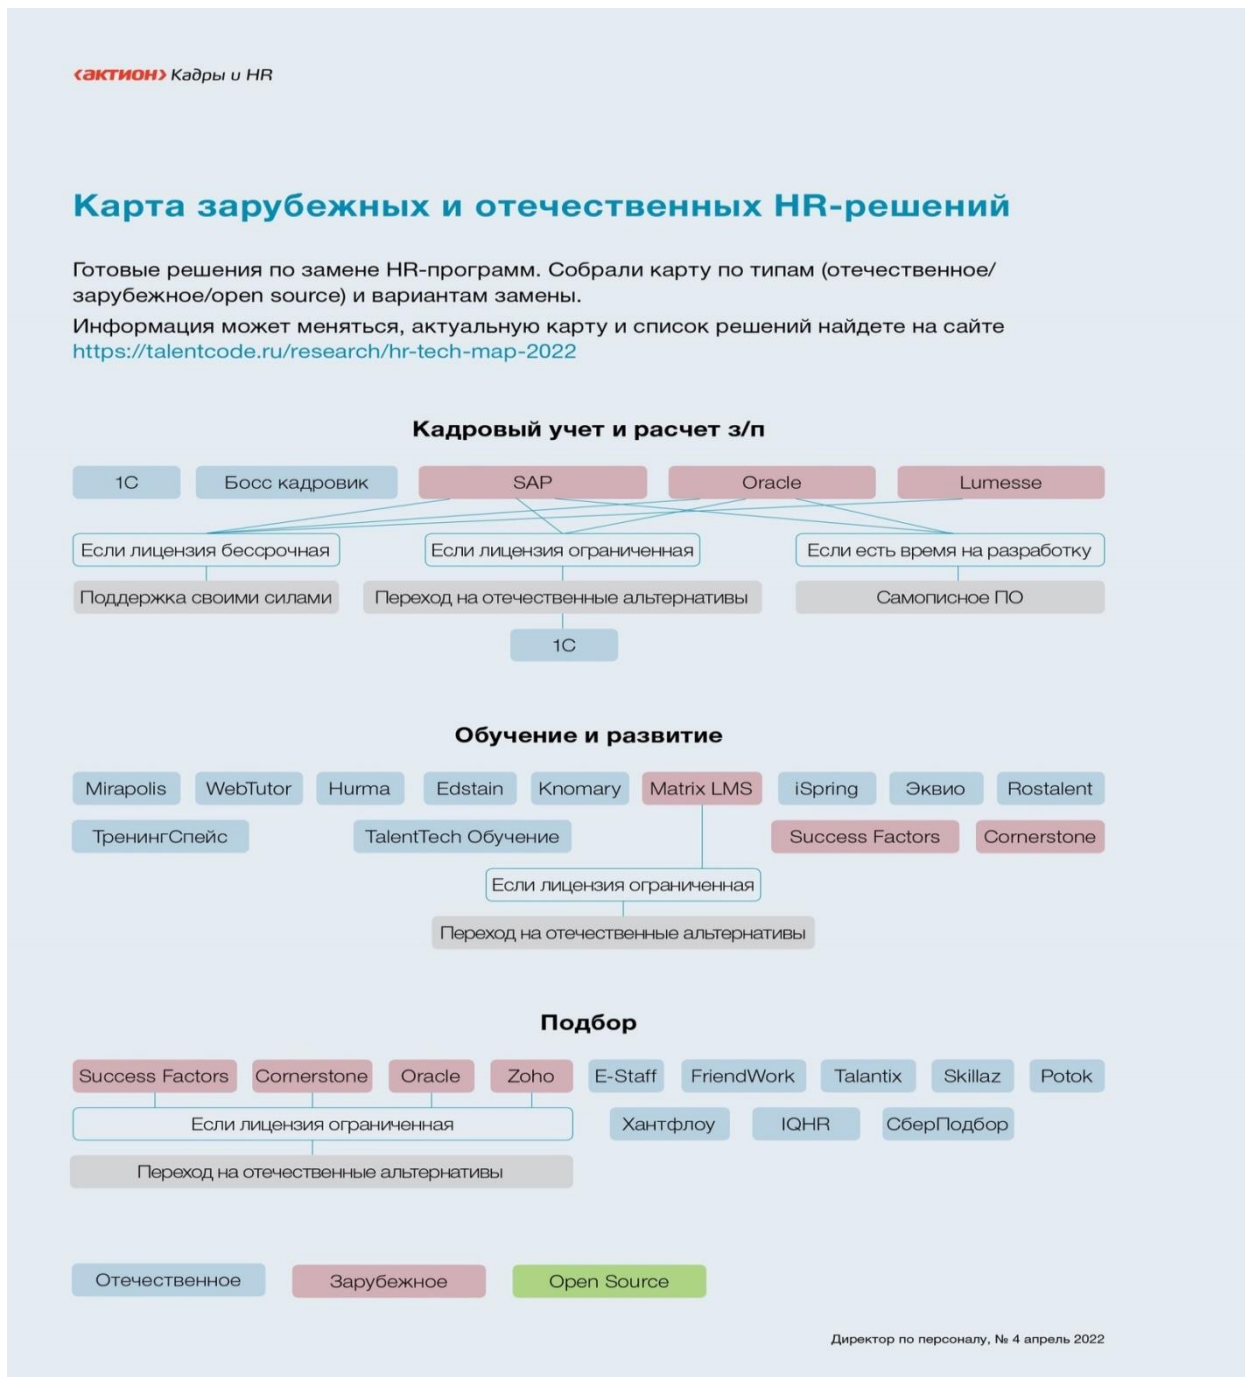 ‹актион› Кадры и HR
Карта зарубежных и отечественных HR-решений
Готовые решения по замене HR-программ. Собрали карту по типам (отечественное/
зарубежное/open source) и вариантам замены.
Информация может меняться, актуальную карту и список решений найдете на сайте
https://talentcode.ru/research/hr-tech-map-2022
Кадровый учет и расчет з/п
1С Босс кадровик SAP Oracle Lumesse
Если лицензия бессрочная Если лицензия ограниченная Если есть время на разработку
Поддержка своими силами Переход на отечественные альтернативы Самописное ПО
1С
Обучение и развитие
Mirapolis WebTutor Hurma Edstain Knomary Matrix LMS iSpring Эквио Rostalent
ТренингСпейс TalentTech Обучение Success Factors Cornerstone
Если лицензия ограниченная
Переход на отечественные альтернативы
Подбор
Success Factors Cornerstone Oracle Zoho E-Staff FriendWork Talantix Skillaz Potok
Если лицензия ограниченная Хантфлоу IQHR СберПодбор
Переход на отечественные альтернативы
Отечественное Зарубежное Open Source
Директор по персоналу, № 4 апрель 2022